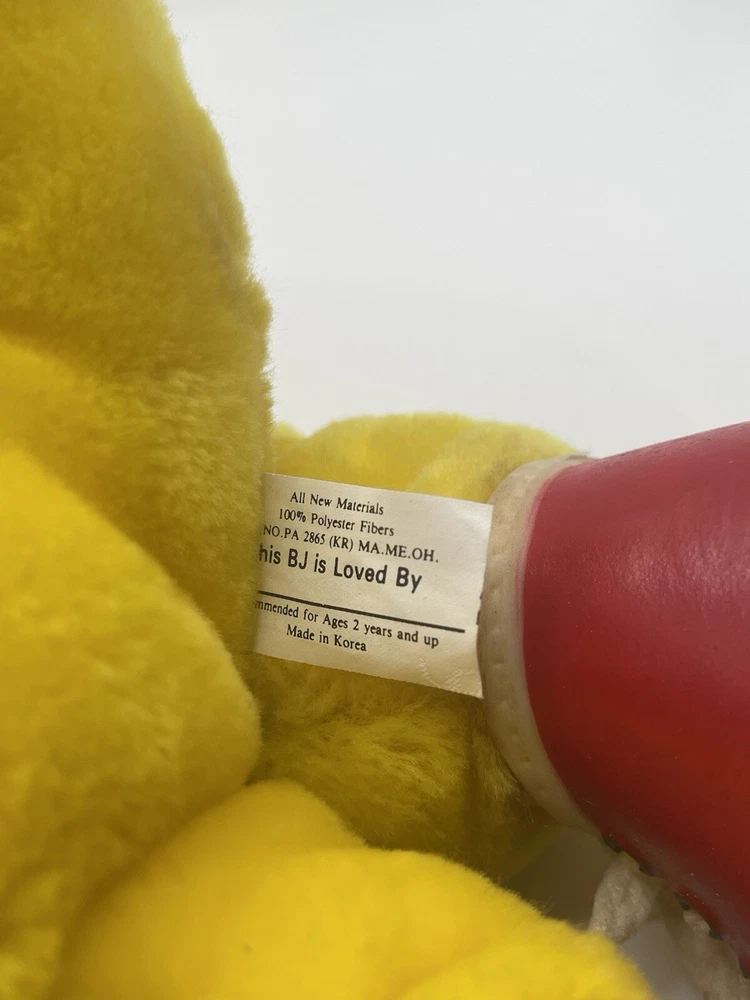 All New Materials
100% Polyester Fibers
NO.PA 2865 (KR) MA.ME.OH.
his BJ is Loved By
mmended for Ages 2 years and up
Made in Korea